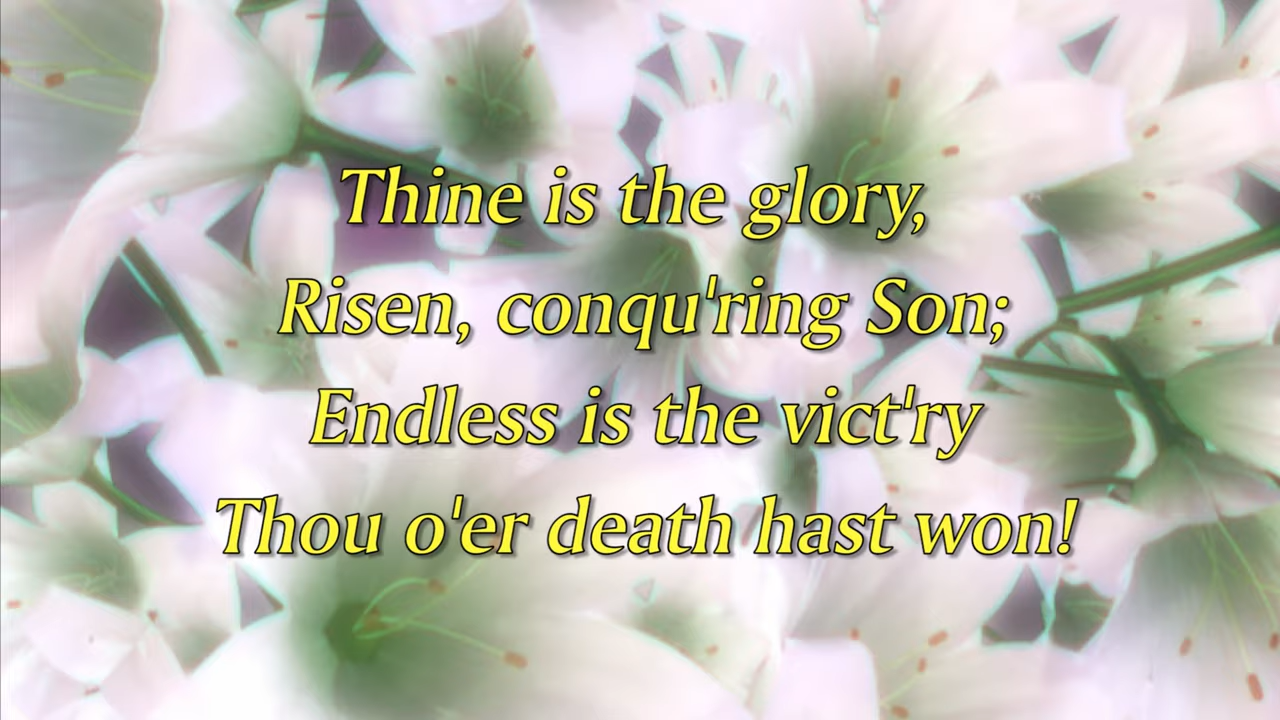 Thine is the glory,
Risen, conqu'ring Son;
Endless is the vict'ry
Thou o'er death hast won!